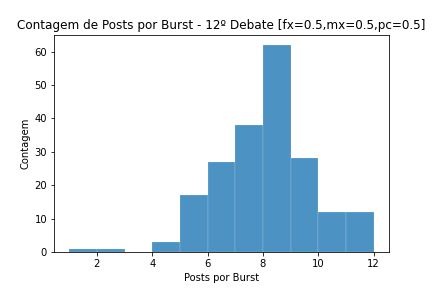 Contagem de Posts por Burst - 12º Debate [fx=0.5,mx=0.5,pc=0.5]
60
50
40
30
20
10
0
Contagem
2 4 6 8 10 12
Posts por Burst